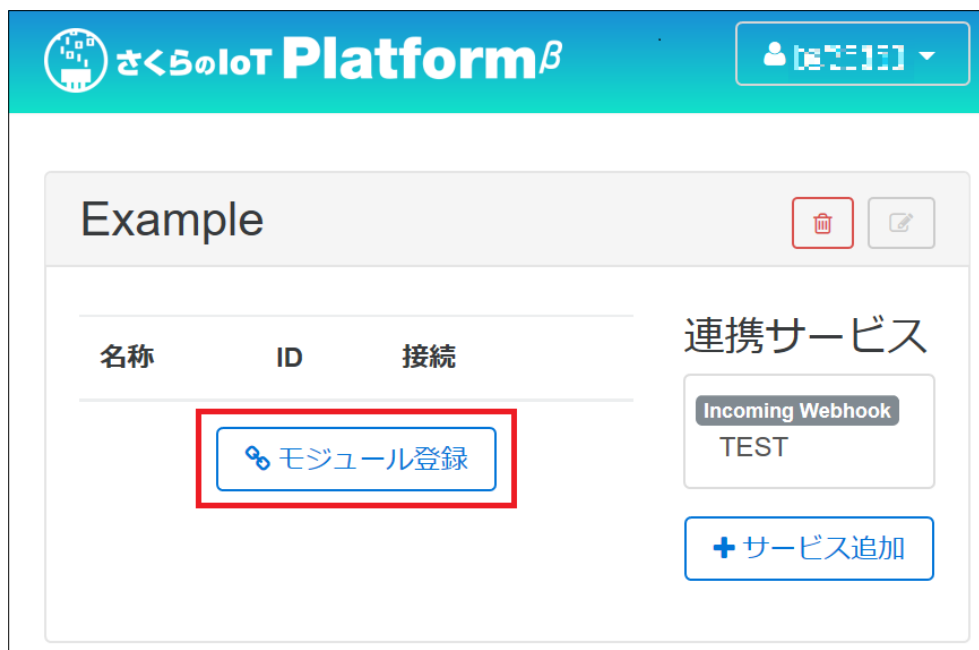 さくらのIoT Platformβ
Example
名称 ID 接続
モジュール登録
連携サービス
Incoming Webhook
TEST
サービス追加